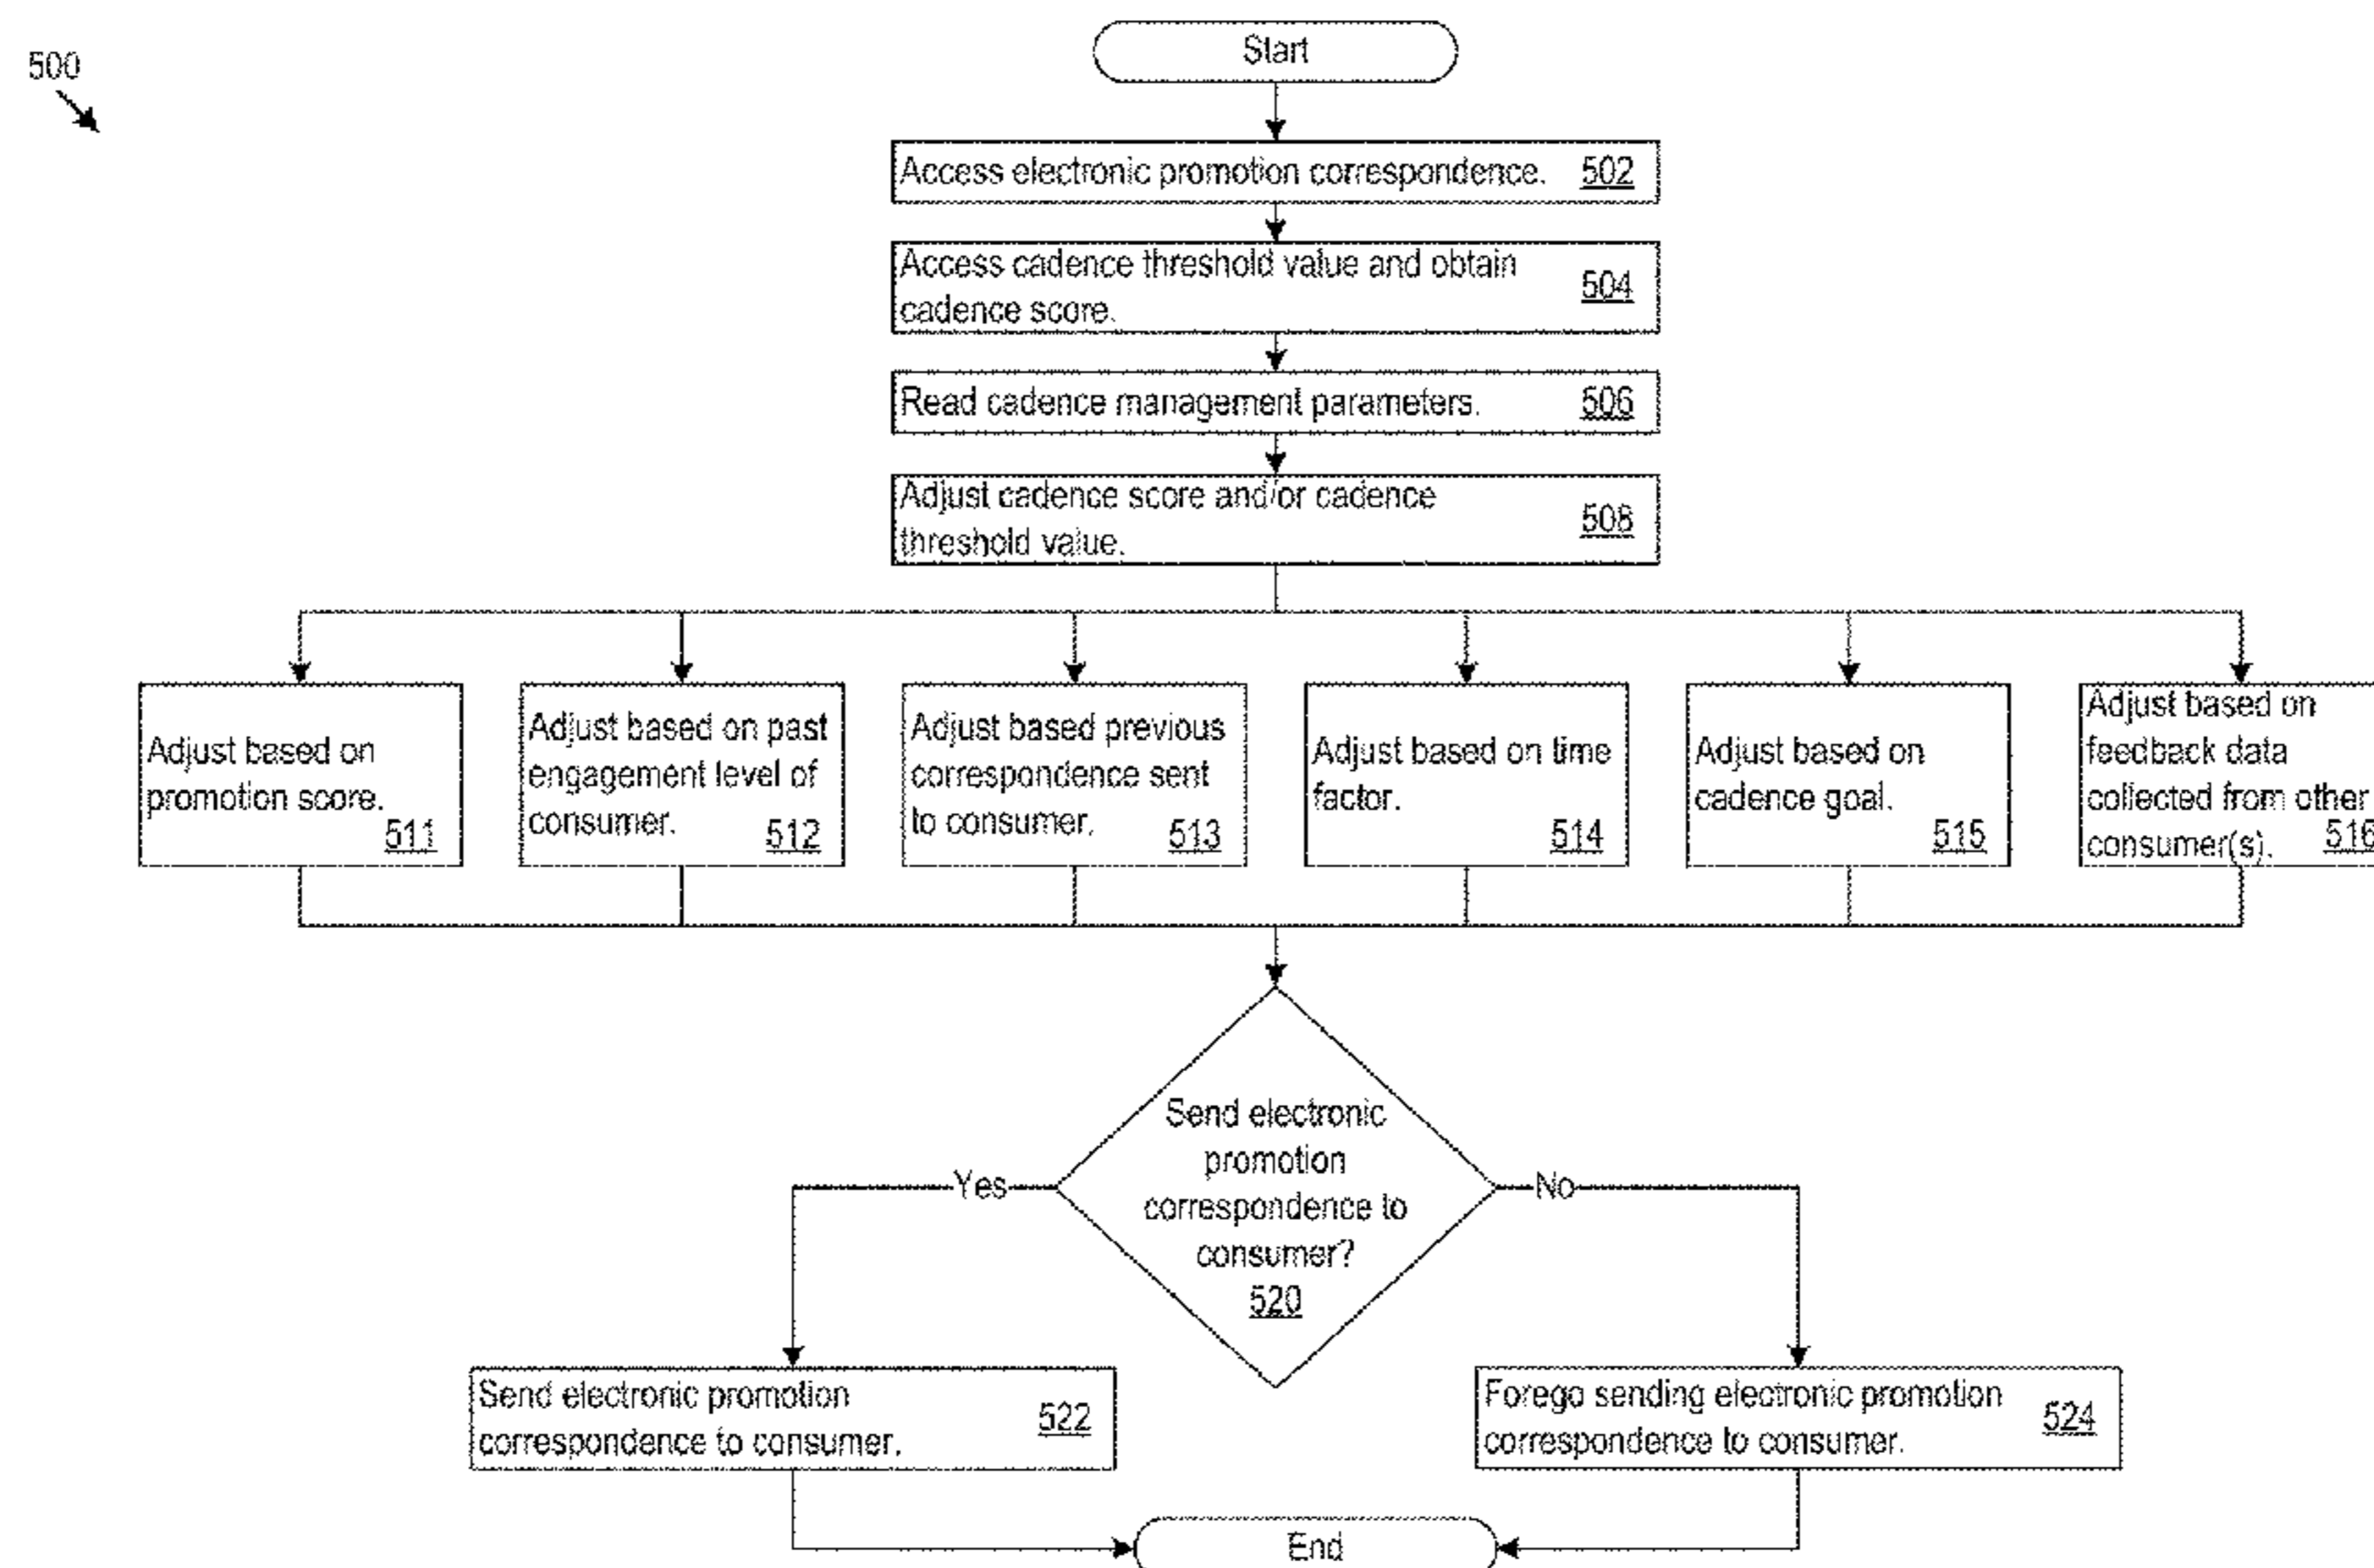 500
Start
Access electronic promotion correspondence. 502
Access cadence threshold value and obtain
cadence score.
504
Read cadence management parameters. 506
Adjust cadence score and/or cadence
threshold value.
508
Adjust based on
promotion score.
511
Adjust based on past
engagement level of
consumer.
512
Adjust based previous
correspondence sent
to consumer.
513
Adjust based on time
factor.
514
Adjust based on
cadence goal.
515
Adjust based on
feedback data
collected from other
consumer(s). 516
Send electronic
promotion
correspondence to
consumer?
520
Yes
No
Send electronic promotion
correspondence to consumer.
522
Forego sending electronic promotion
correspondence to consumer.
524
End